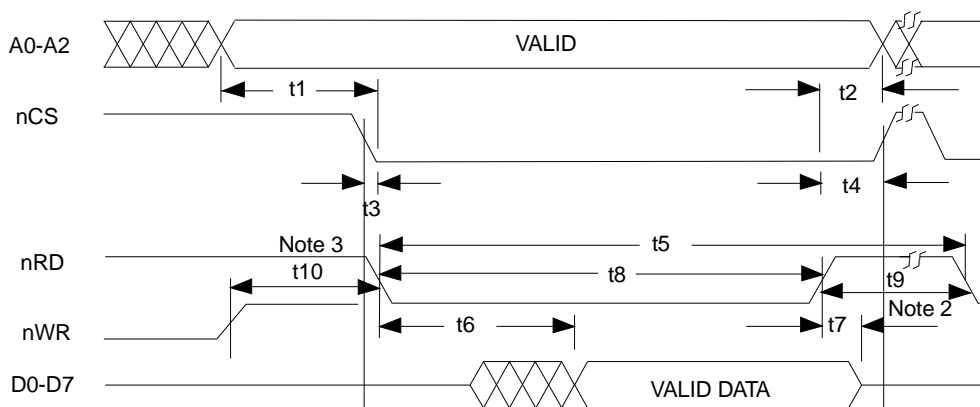 A0-A2
VALID
t1
t2
nCS
t3
t4
Note 3
t5
nRD
t8
t10
t9
Note 2
nWR
t6
t7
D0-D7
VALID DATA